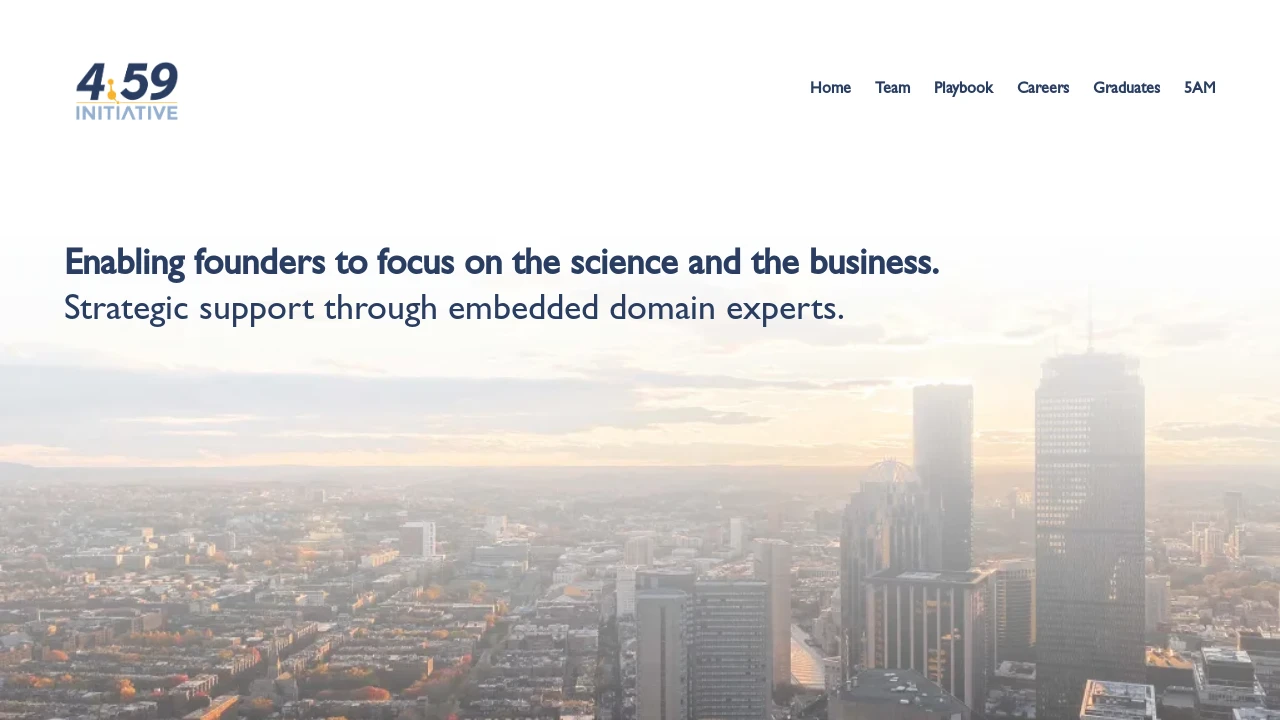 4:59
INITIATIVE
Home Team Playbook Careers Graduates 5AM
Enabling founders to focus on the science and the business.
Strategic support through embedded domain experts.